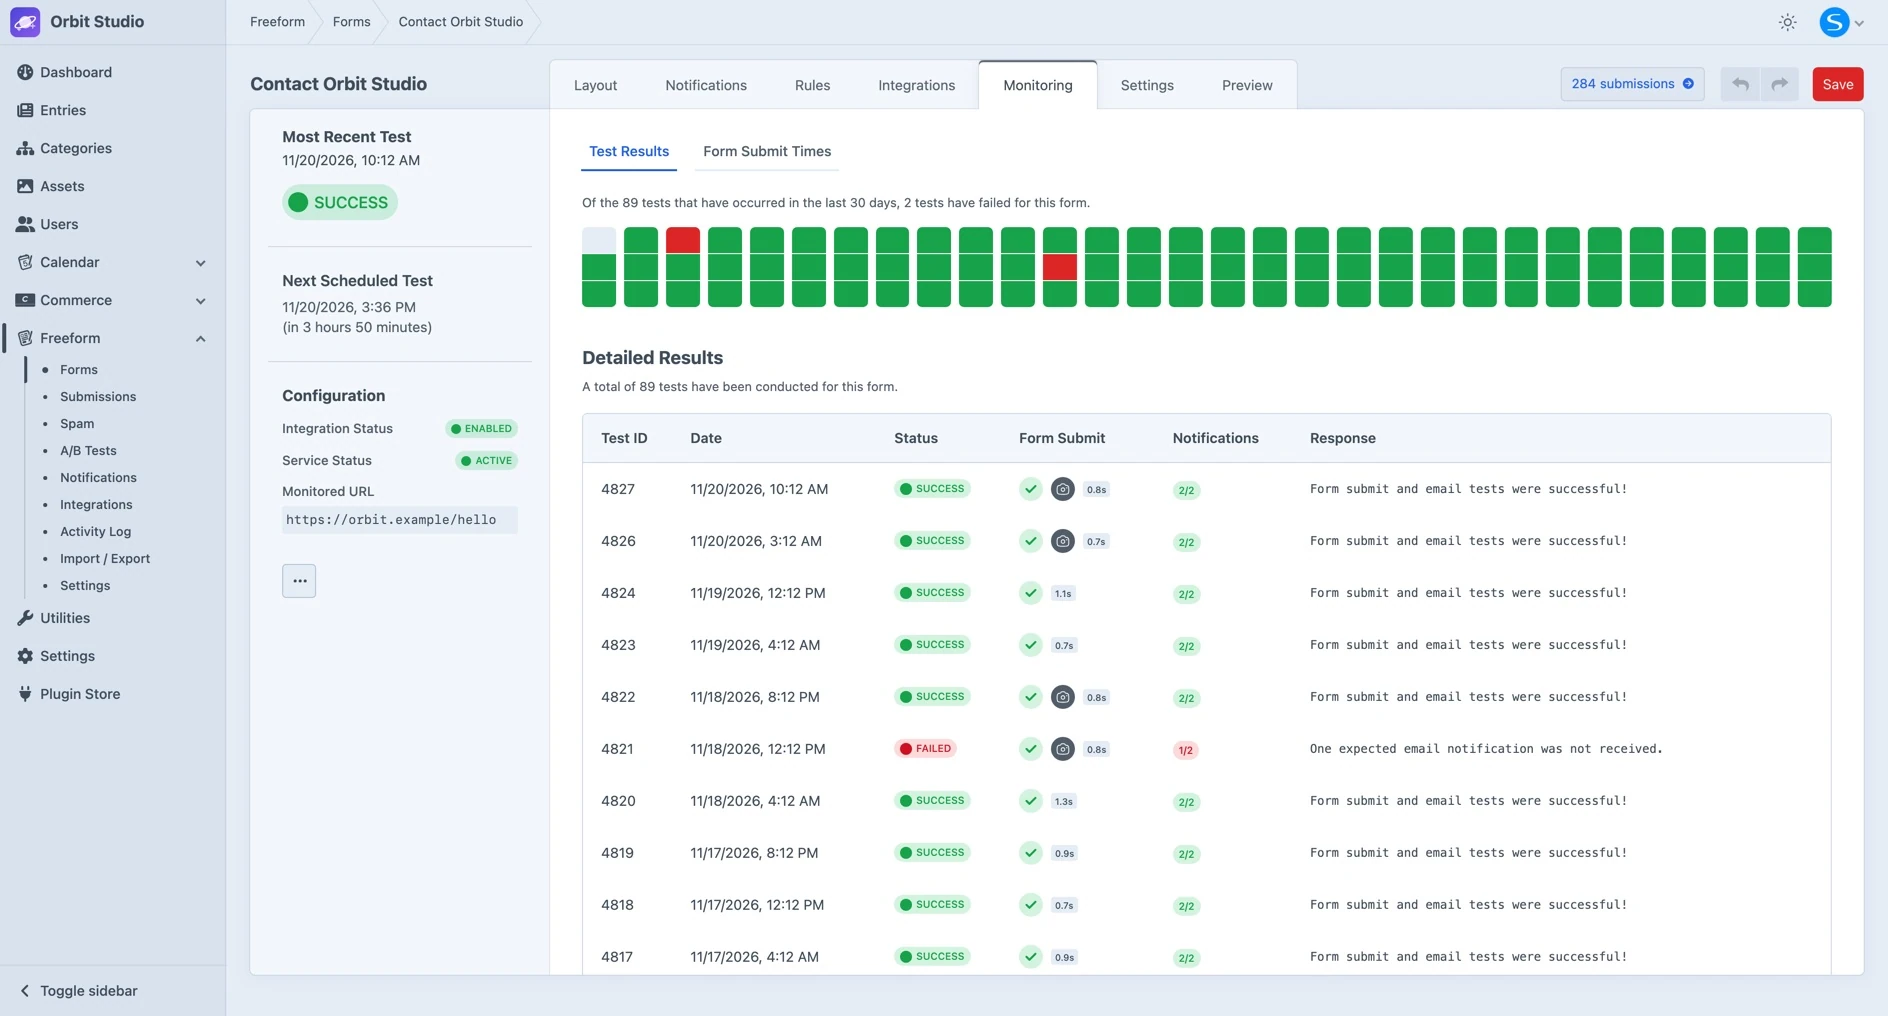 Orbit Studio
Freeform
Forms
Contact Orbit Studio
S
Dashboard
Entries
Categories
Assets
Users
Calendar
Commerce
Freeform
Forms
Submissions
Spam
A/B Tests
Notifications
Integrations
Activity Log
Import / Export
Settings
Utilities
Settings
Plugin Store
Toggle sidebar
Contact Orbit Studio
Layout
Notifications
Rules
Integrations
Monitoring
Settings
Preview
284 submissions
Save
Most Recent Test
11/20/2026, 10:12 AM
SUCCESS
Next Scheduled Test
11/20/2026, 3:36 PM
(in 3 hours 50 minutes)
Configuration
Integration Status ENABLED
Service Status ACTIVE
Monitored URL
https://orbit.example/hello
Test Results
Form Submit Times
Of the 89 tests that have occurred in the last 30 days, 2 tests have failed for this form.
Detailed Results
A total of 89 tests have been conducted for this form.
Test ID Date Status Form Submit Notifications Response
4827 11/20/2026, 10:12 AM SUCCESS 0.8s 2/2 Form submit and email tests were successful!
4826 11/20/2026, 3:12 AM SUCCESS 0.7s 2/2 Form submit and email tests were successful!
4824 11/19/2026, 12:12 PM SUCCESS 1.1s 2/2 Form submit and email tests were successful!
4823 11/19/2026, 4:12 AM SUCCESS 0.7s 2/2 Form submit and email tests were successful!
4822 11/18/2026, 8:12 PM SUCCESS 0.8s 2/2 Form submit and email tests were successful!
4821 11/18/2026, 12:12 PM FAILED 0.8s 1/2 One expected email notification was not received.
4820 11/18/2026, 4:12 AM SUCCESS 1.3s 2/2 Form submit and email tests were successful!
4819 11/17/2026, 8:12 PM SUCCESS 0.9s 2/2 Form submit and email tests were successful!
4818 11/17/2026, 12:12 PM SUCCESS 0.7s 2/2 Form submit and email tests were successful!
4817 11/17/2026, 4:12 AM SUCCESS 0.9s 2/2 Form submit and email tests were successful!